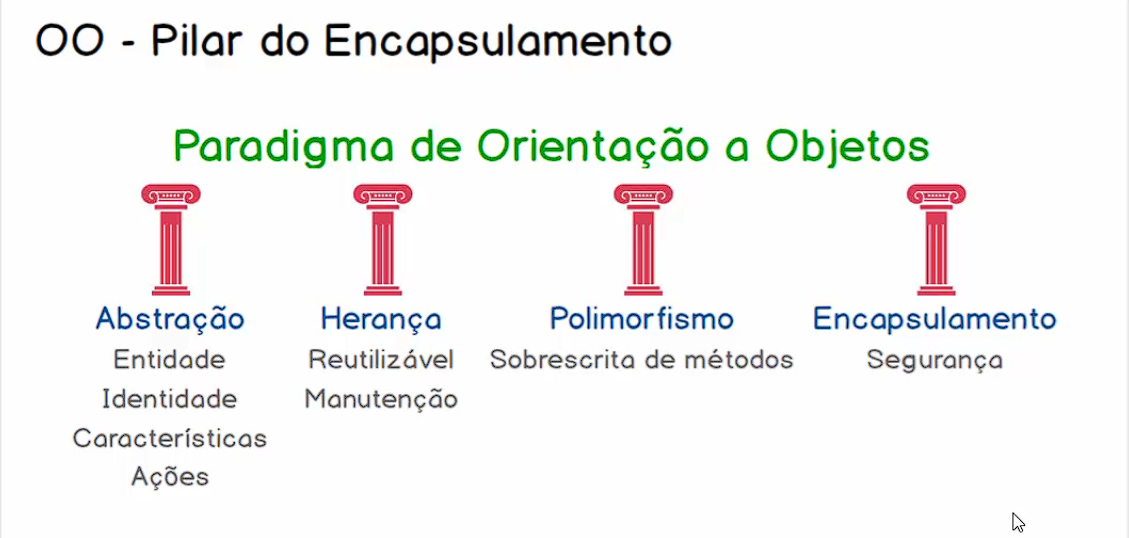 OO - Pilar do Encapsulamento
Paradigma de Orientação a Objetos
Abstração
Entidade
Identidade
Características
Ações
Herança
Reutilizável
Manutenção
Polimorfismo
Sobrescrita de métodos
Encapsulamento
Segurança